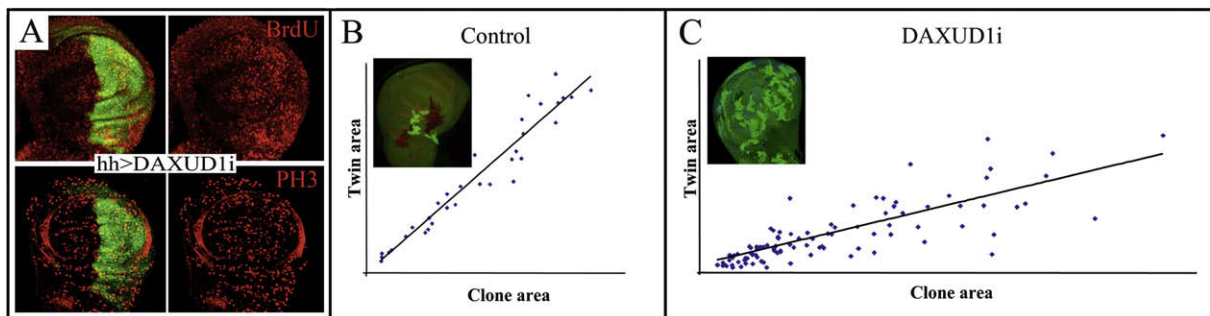 A
BrdU
hh>DAXUD1i
PH3
B
Control
Twin area
Clone area
C
DAXUD1i
Twin area
Clone area